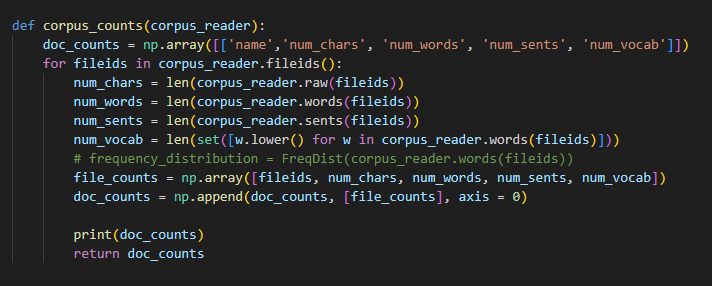 def corpus_counts(corpus_reader):
    doc_counts = np.array([['name','num_chars', 'num_words', 'num_sents', 'num_vocab']])
    for fileids in corpus_reader.fileids():
        num_chars = len(corpus_reader.raw(fileids))
        num_words = len(corpus_reader.words(fileids))
        num_sents = len(corpus_reader.sents(fileids))
        num_vocab = len(set([w.lower() for w in corpus_reader.words(fileids)]))
        # frequency_distribution = FreqDist(corpus_reader.words(fileids))
        file_counts = np.array([fileids, num_chars, num_words, num_sents, num_vocab])
        doc_counts = np.append(doc_counts, [file_counts], axis = 0)

        print(doc_counts)
        return doc_counts